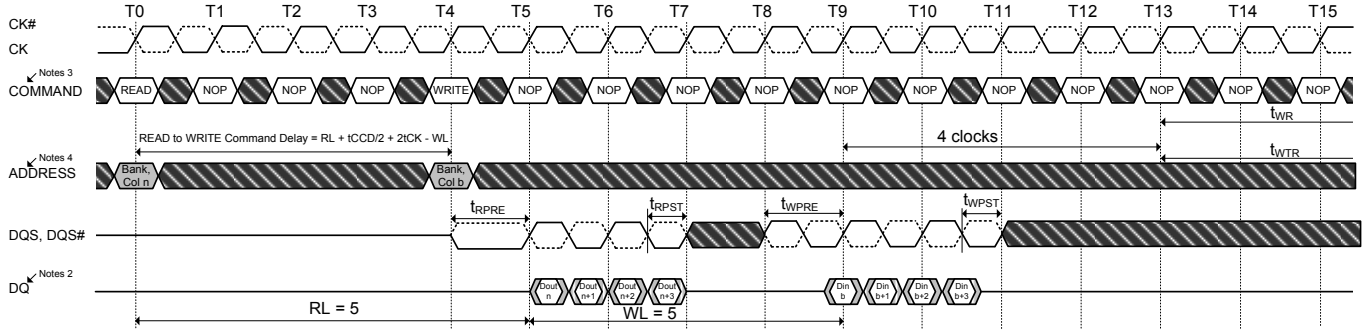 T0 T1 T2 T3 T4 T5 T6 T7 T8 T9 T10 T11 T12 T13 T14 T15
CK#
CK
Notes 3
COMMAND READ NOP NOP NOP WRITE NOP NOP NOP NOP NOP NOP NOP NOP NOP NOP NOP
tWR
READ to WRITE Command Delay = RL + tCCD/2 + 2tCK - WL
4 clocks
Notes 4
tWTR
ADDRESS Bank, Col n Bank, Col b
tRPRE tRPST tWPRE tWPST
DQS, DQS#
Notes 2
DQ Dout n Dout n+1 Dout n+2 Dout n+3 Din b Din b+1 Din b+2 Din b+3
RL = 5 WL = 5